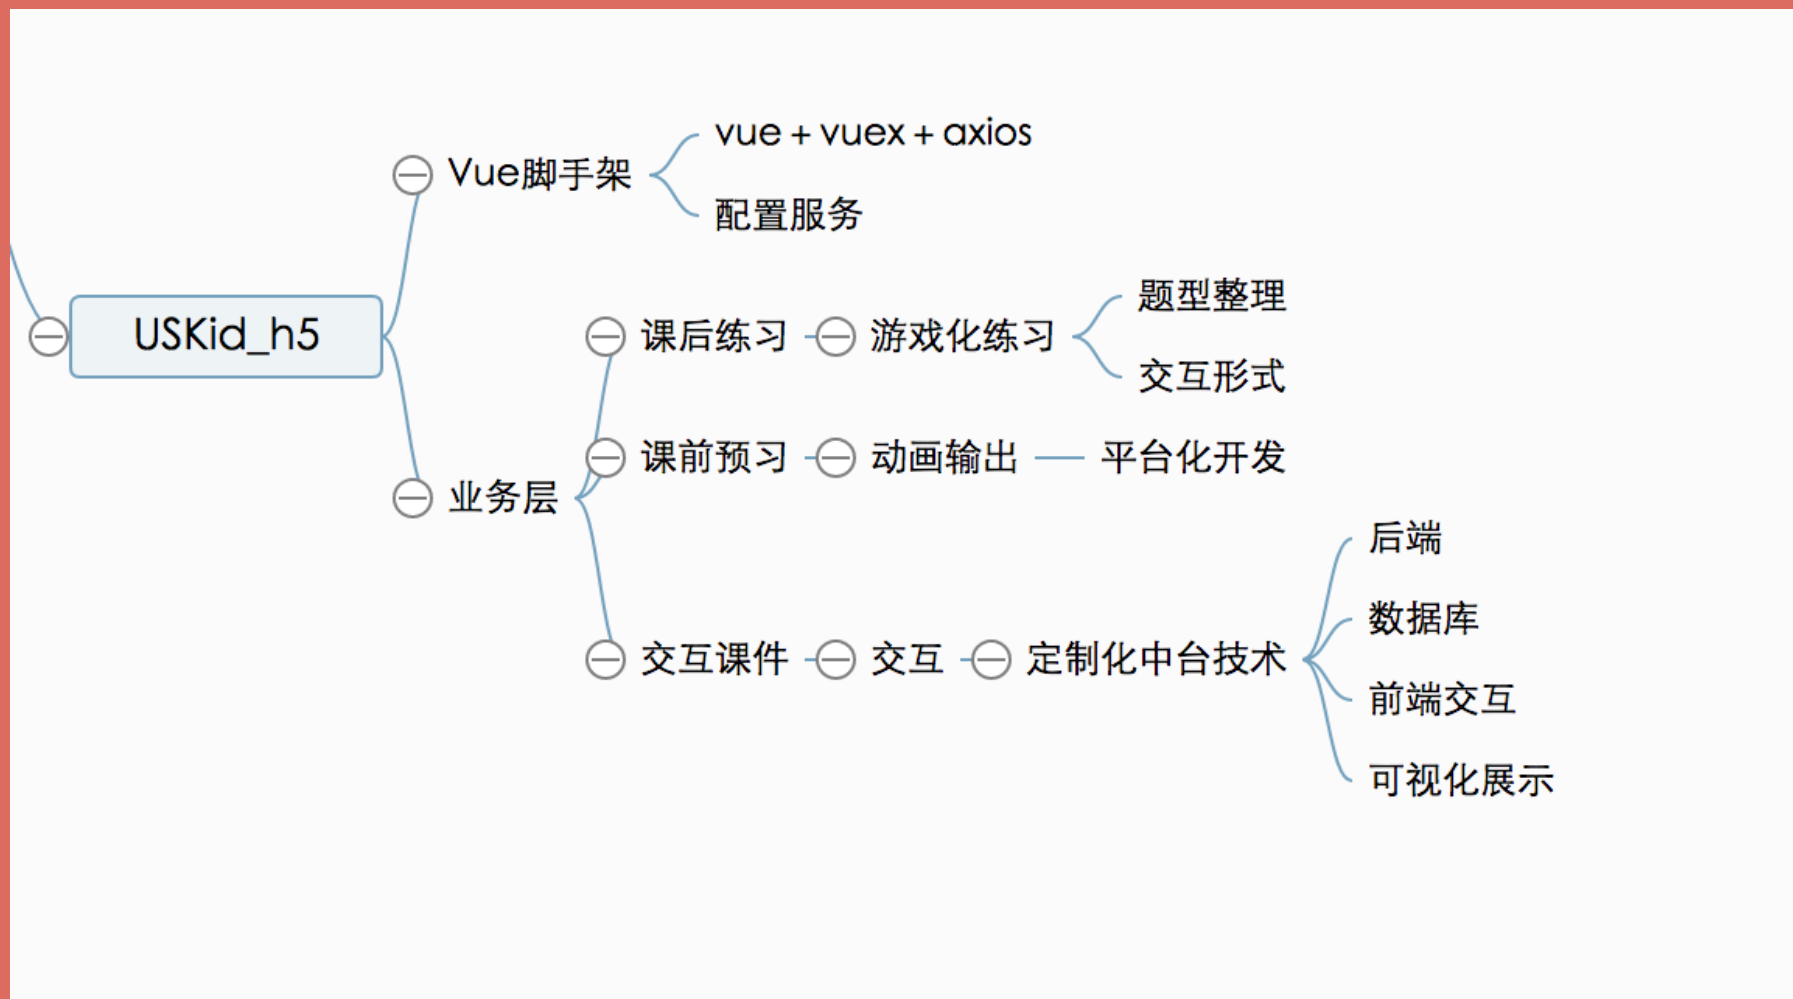 vue + vuex + axios
Vue脚手架
配置服务
USKid_h5
题型整理
课后练习
游戏化练习
交互形式
课前预习
动画输出
平台化开发
业务层
后端
数据库
交互课件
交互
定制化中台技术
前端交互
可视化展示